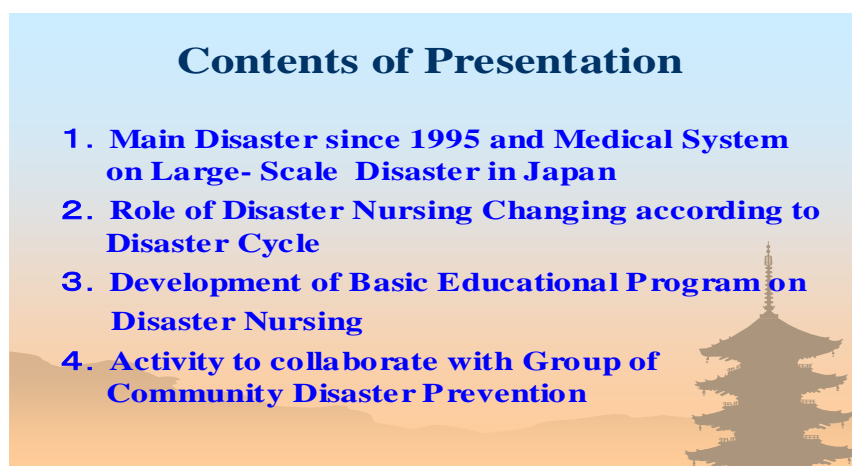 Contents of Presentation
１. Main Disaster since 1995 and Medical System
on Large- Scale Disaster in Japan
２. Role of Disaster Nursing Changing according to
Disaster Cycle
３. Development of Basic Educational Program on
Disaster Nursing
４. Activity to collaborate with Group of
Community Disaster Prevention